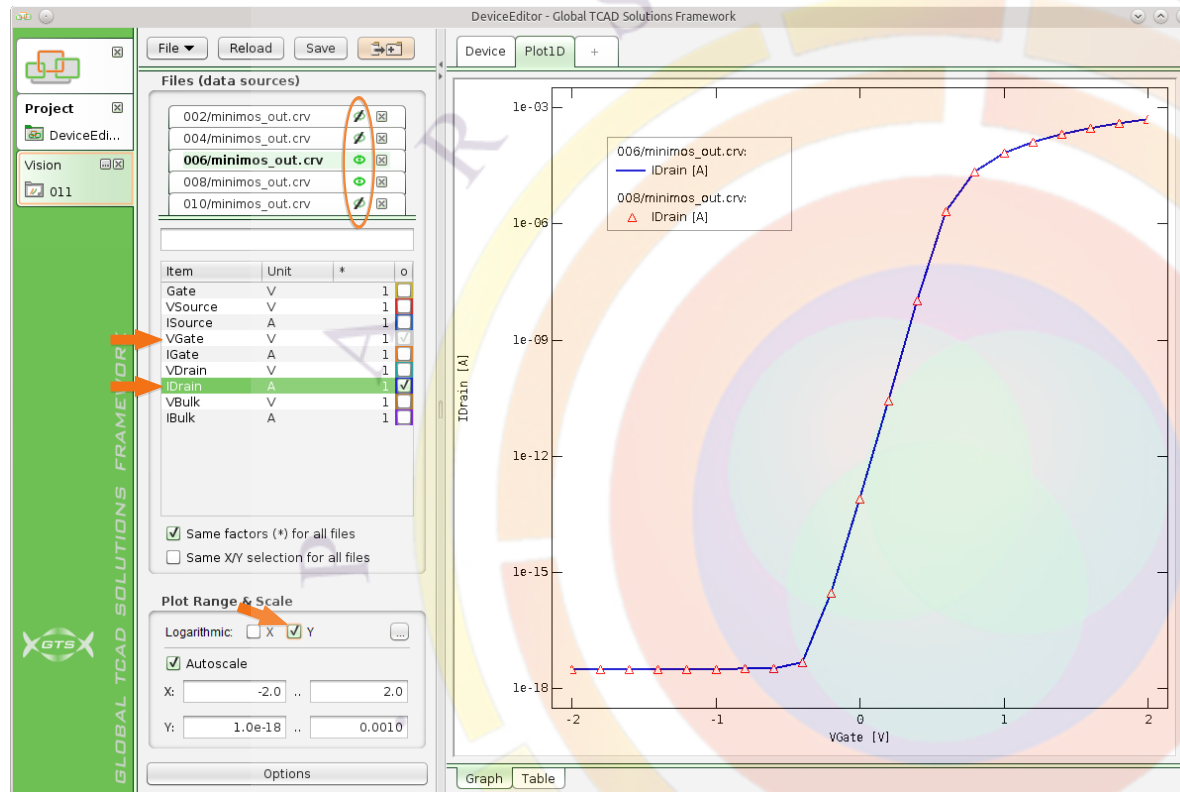 DeviceEditor - Global TCAD Solutions Framework
Project
DeviceEdi...
Vision
011
GLOBAL TCAD SOLUTIONS FRAMEWORK
GTS
File Reload Save
Files (data sources)
002/minimos_out.crv
004/minimos_out.crv
006/minimos_out.crv
008/minimos_out.crv
010/minimos_out.crv
Item Unit * o
Gate V 1
VSource V 1
ISource A 1
VGate V 1
IGate A 1
VDrain V 1
IDrain A 1
VBulk V 1
IBulk A 1
Same factors (*) for all files
Same X/Y selection for all files
Plot Range & Scale
Logarithmic: X Y ...
Autoscale
X: -2.0 .. 2.0
Y: 1.0e-18 .. 0.0010
Options
Device Plot1D +
006/minimos_out.crv:
IDrain [A]
008/minimos_out.crv:
IDrain [A]
1e-03
1e-06
1e-09
1e-12
1e-15
1e-18
IDrain [A]
-2 -1 0 1 2
VGate [V]
Graph Table
P A R S